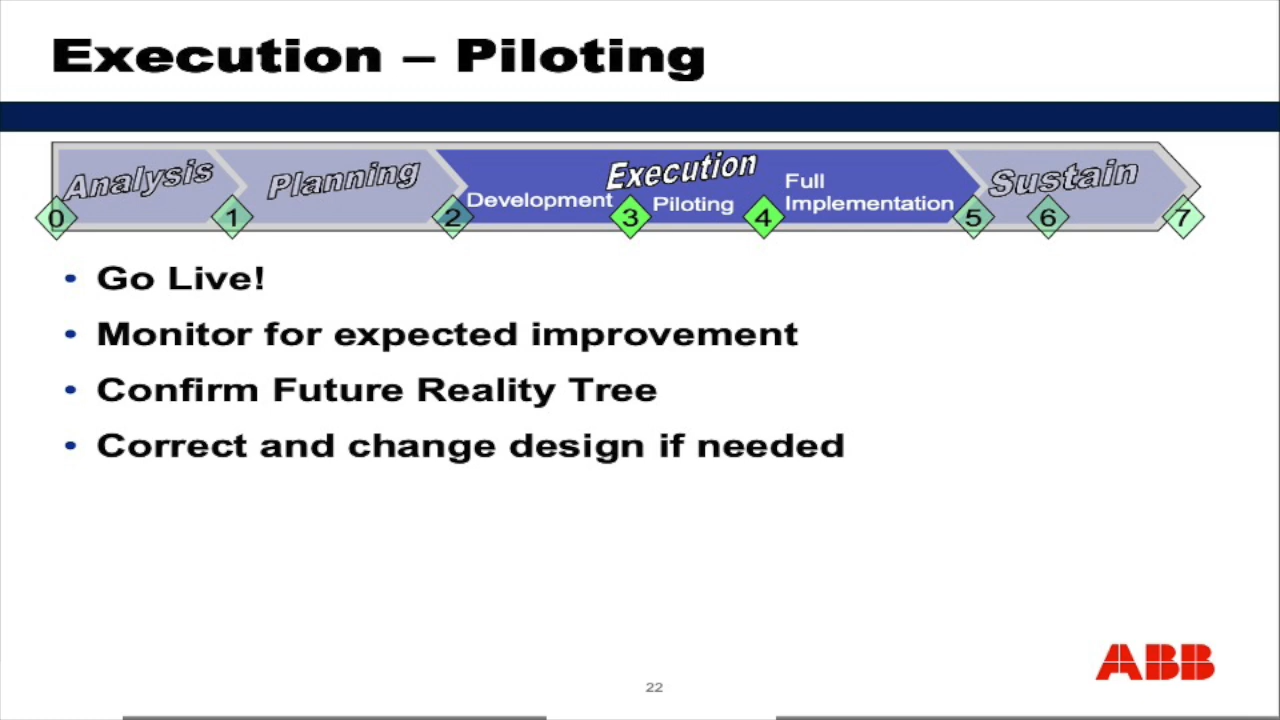 Execution – Piloting
Analysis
Planning
Execution
Sustain
Development
Piloting
Full
Implementation
0
1
2
3
4
5
6
7
• Go Live!
• Monitor for expected improvement
• Confirm Future Reality Tree
• Correct and change design if needed
ABB
22